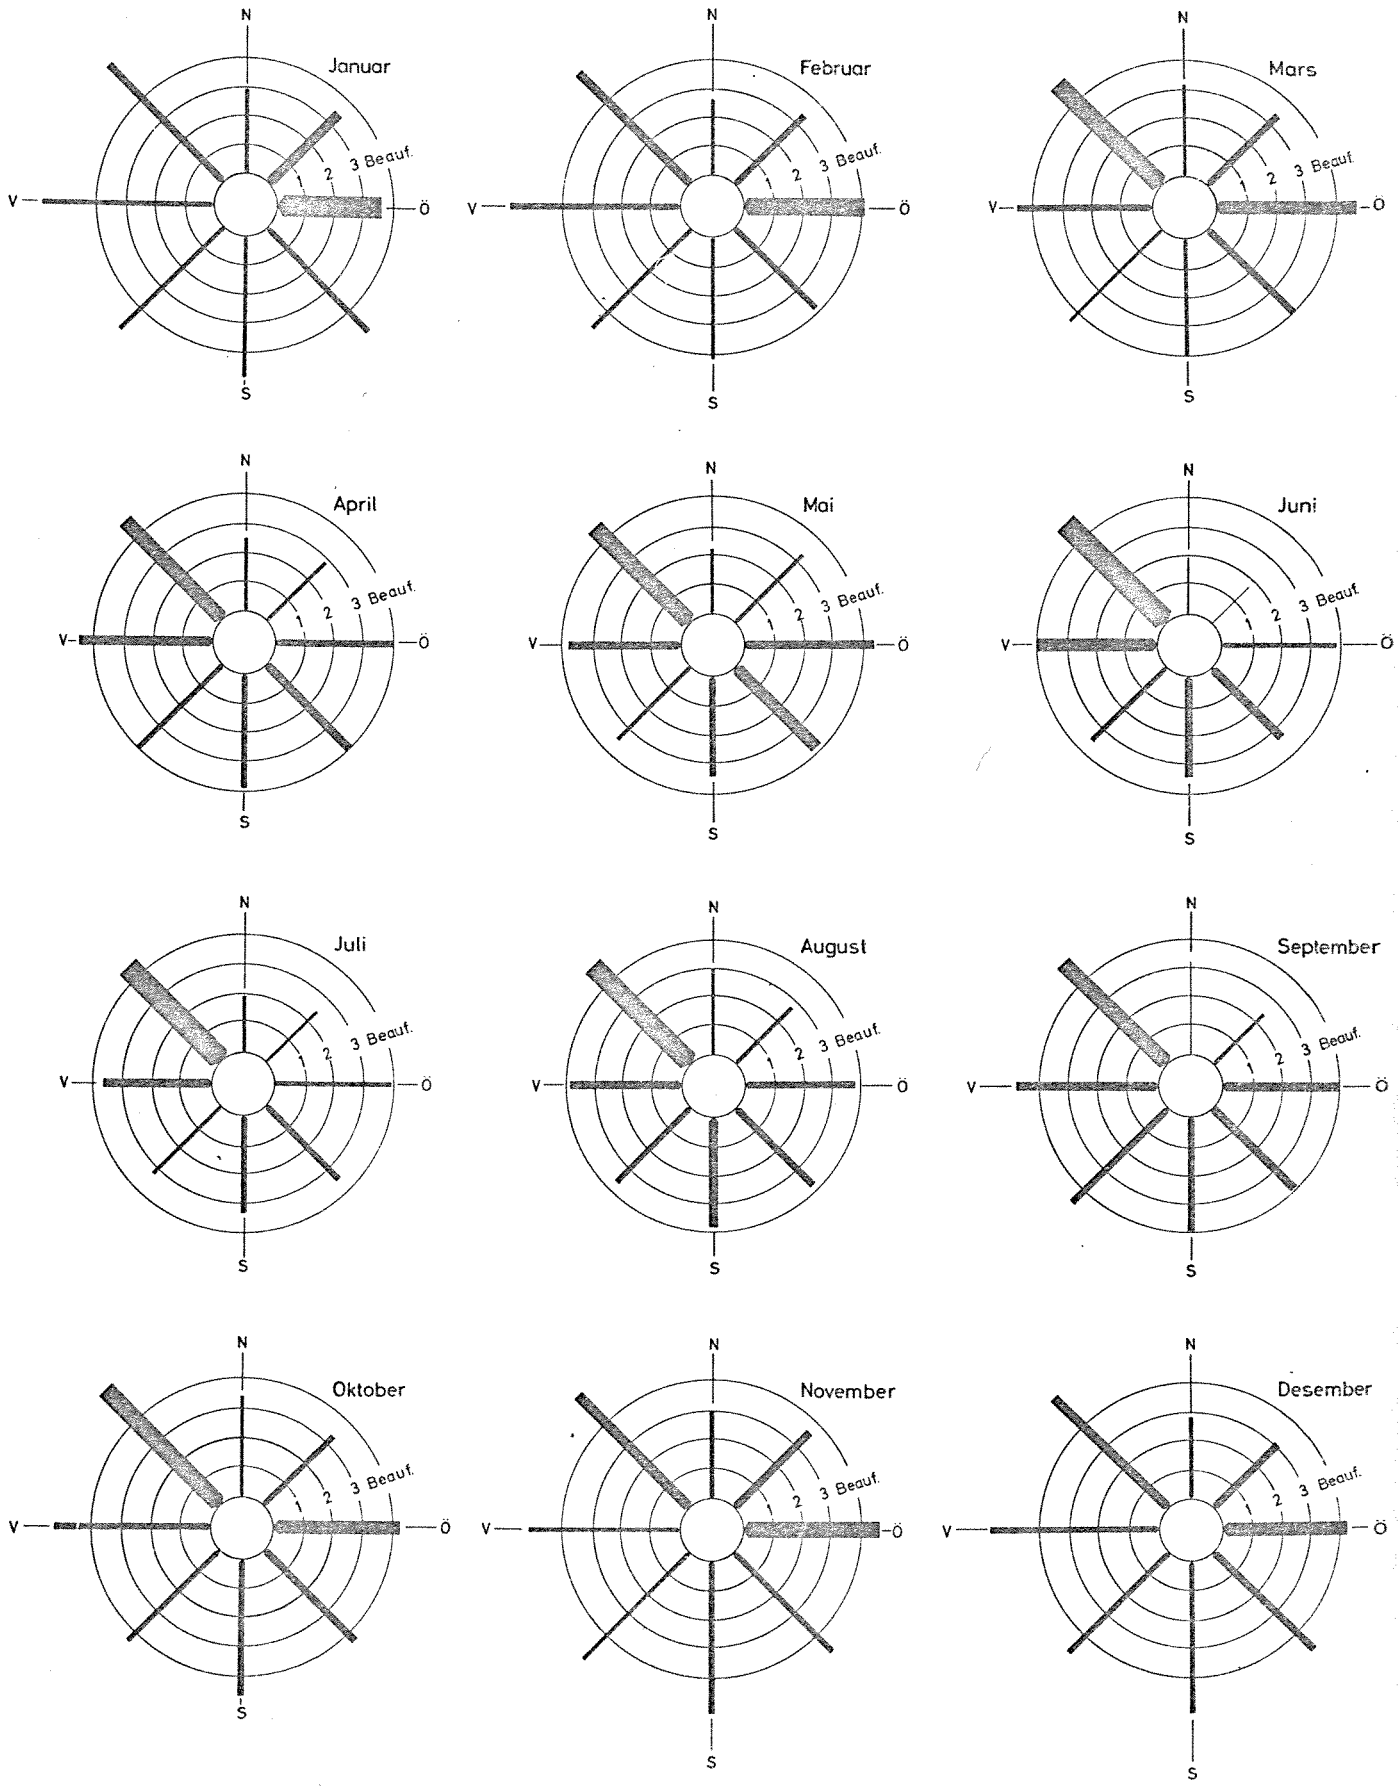 N N N
Januar Februar Mars
1 2 3 Beauf. 1 2 3 Beauf. 1 2 3 Beauf.
V Ö V Ö V Ö
S S S
N N N
April Mai Juni
1 2 3 Beauf. 1 2 3 Beauf. 1 2 3 Beauf.
V Ö V Ö V Ö
S S S
N N N
Juli August September
1 2 3 Beauf. 1 2 3 Beauf. 1 2 3 Beauf.
V Ö V Ö V Ö
S S S
N N N
Oktober November Desember
1 2 3 Beauf. 1 2 3 Beauf. 1 2 3 Beauf.
V Ö V Ö V Ö
S S S